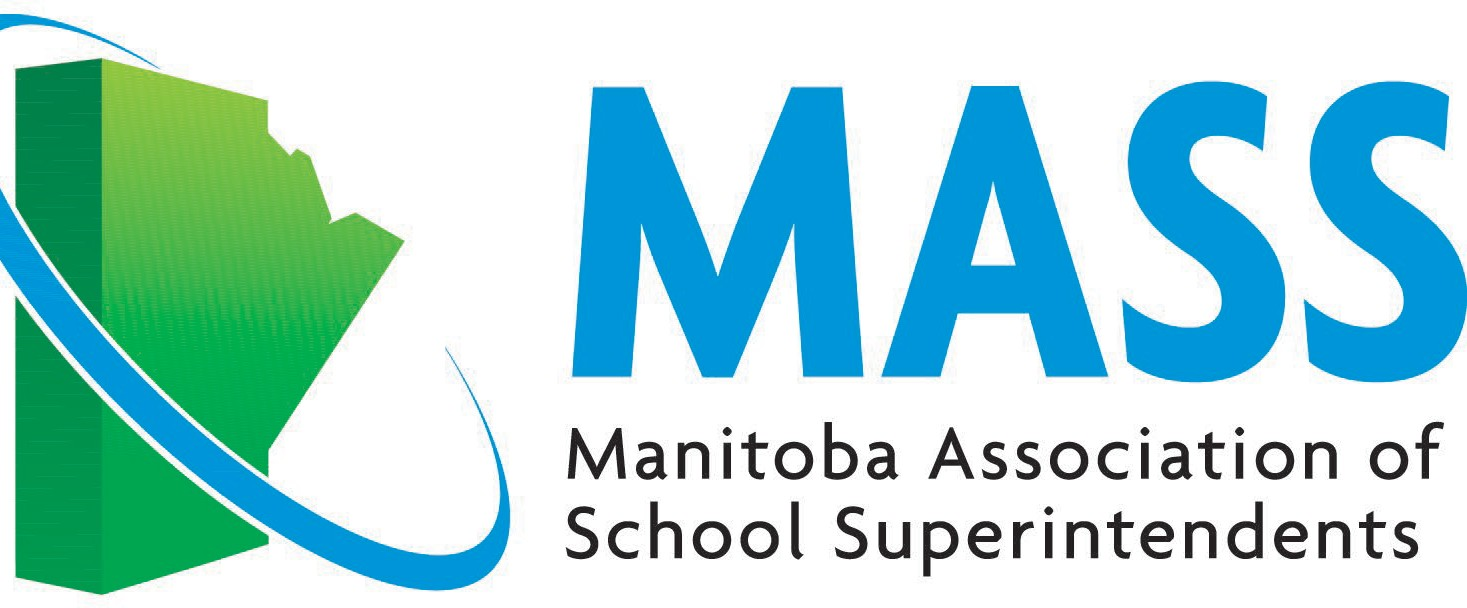 MASS
Manitoba Association of
School Superintendents